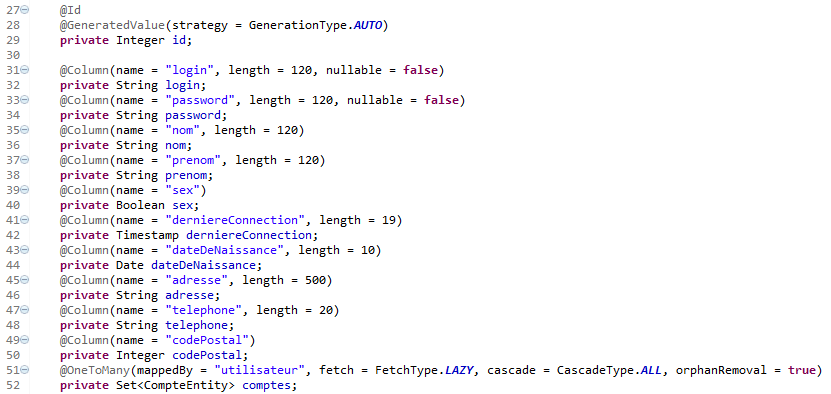 27 @Id
28 @GeneratedValue(strategy = GenerationType.AUTO)
29 private Integer id;
30
31 @Column(name = "login", length = 120, nullable = false)
32 private String login;
33 @Column(name = "password", length = 120, nullable = false)
34 private String password;
35 @Column(name = "nom", length = 120)
36 private String nom;
37 @Column(name = "prenom", length = 120)
38 private String prenom;
39 @Column(name = "sex")
40 private Boolean sex;
41 @Column(name = "derniereConnection", length = 19)
42 private Timestamp derniereConnection;
43 @Column(name = "dateDeNaissance", length = 10)
44 private Date dateDeNaissance;
45 @Column(name = "adresse", length = 500)
46 private String adresse;
47 @Column(name = "telephone", length = 20)
48 private String telephone;
49 @Column(name = "codePostal")
50 private Integer codePostal;
51 @OneToMany(mappedBy = "utilisateur", fetch = FetchType.LAZY, cascade = CascadeType.ALL, orphanRemoval = true)
52 private Set<CompteEntity> comptes;